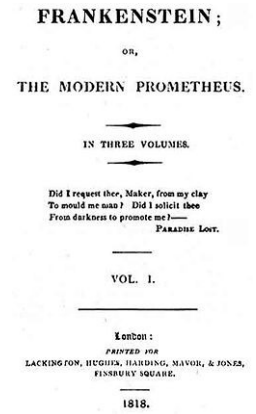 FRANKENSTEIN;
OR,
THE MODERN PROMETHEUS.
IN THREE VOLUMES.
Did I request thee, Maker, from my clay
To mould me man? Did I solicit thee
From darkness to promote me?——
PARADISE LOST.
VOL. I.
London:
PRINTED FOR
LACKINGTON, HUGHES, HARDING, MAVOR, & JONES,
FINSBURY SQUARE.
1818.